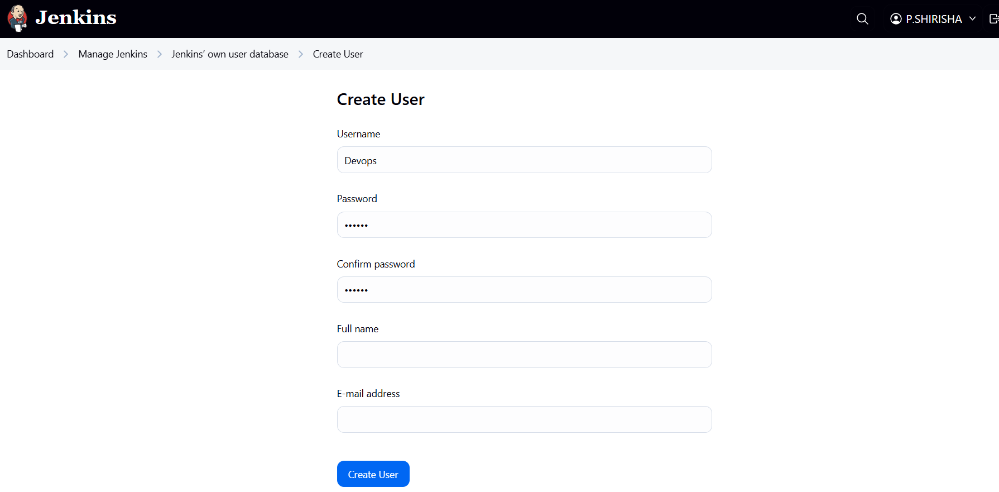 Jenkins
P.SHIRISHA
Dashboard Manage Jenkins Jenkins’ own user database Create User
Create User
Username
Devops
Password
••••••
Confirm password
••••••
Full name
E-mail address
Create User